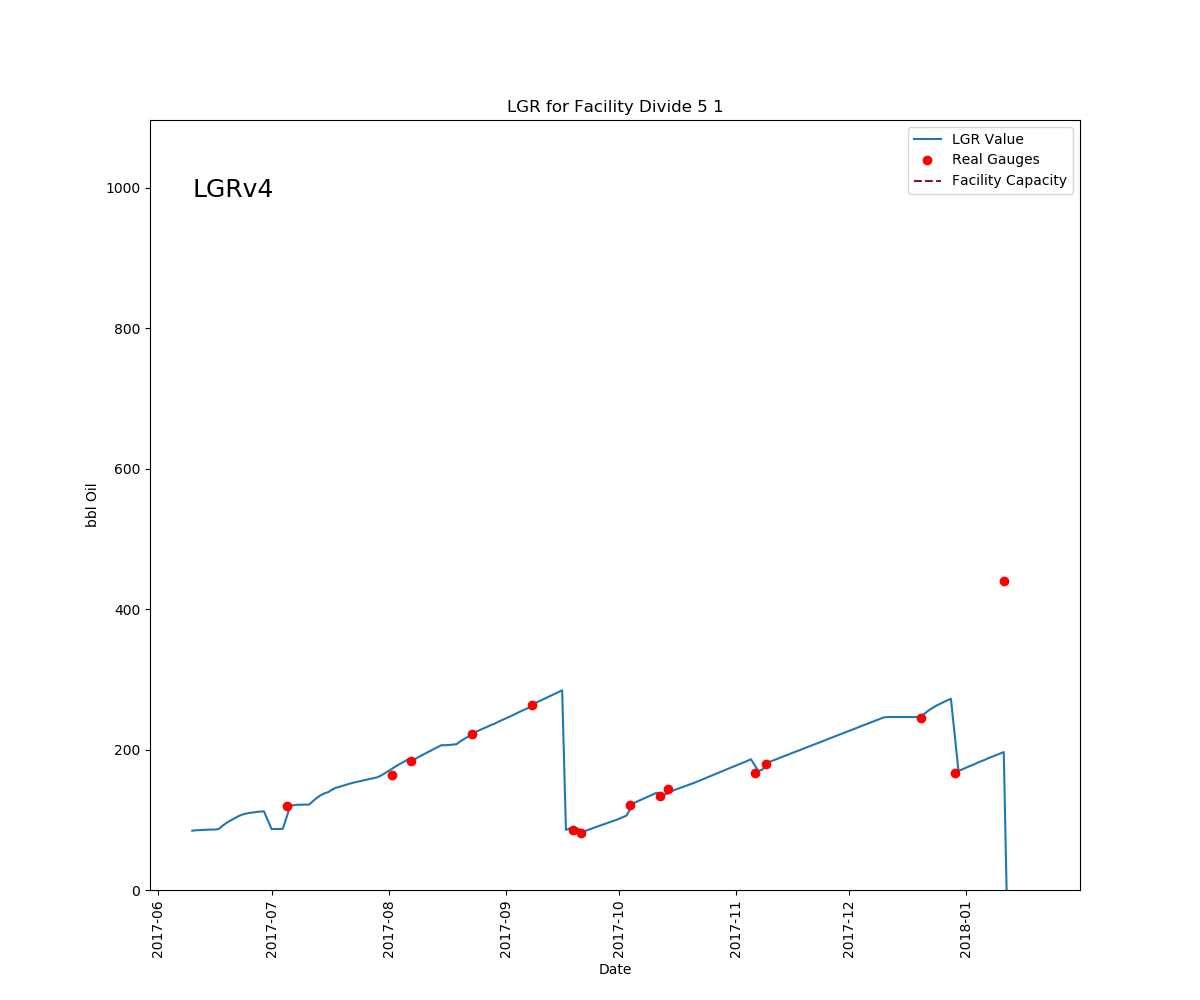 LGR for Facility Divide 5 1
LGRv4
LGR Value
Real Gauges
Facility Capacity
1000
800
600
400
200
0
bbl Oil
2017-06
2017-07
2017-08
2017-09
2017-10
2017-11
2017-12
2018-01
Date